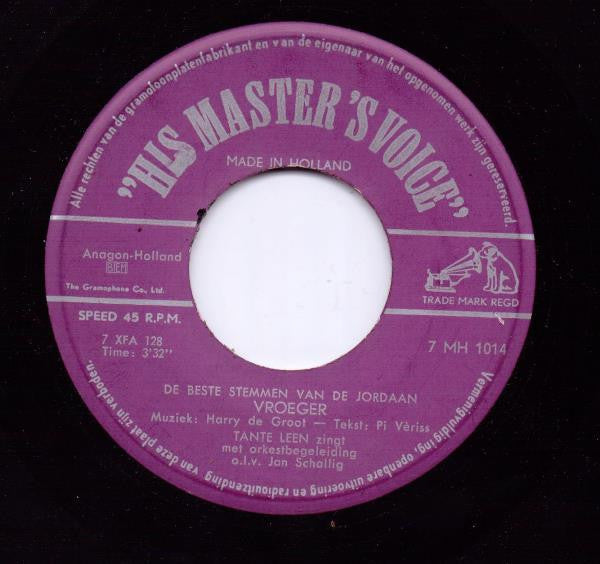 Alle rechten van de gramofoonplatenfabrikant en van de eigenaar van het opgenomen werk zijn gereserveerd.
"HIS MASTER'S VOICE"
MADE IN HOLLAND
Anagon-Holland
BIEM
The Gramophone Co., Ltd.
TRADE MARK REGD
SPEED 45 R.P.M.
7 XFA 128
Time: 3'32"
7 MH 1014
DE BESTE STEMMEN VAN DE JORDAAN
VROEGER
Muziek: Harry de Groot — Tekst: Pi Vèriss
TANTE LEEN zingt
met orkestbegeleiding
o.l.v. Jan Schallig
Vermenigvuldiging, openbare uitvoering en radiouitzending van deze plaat zijn verboden.